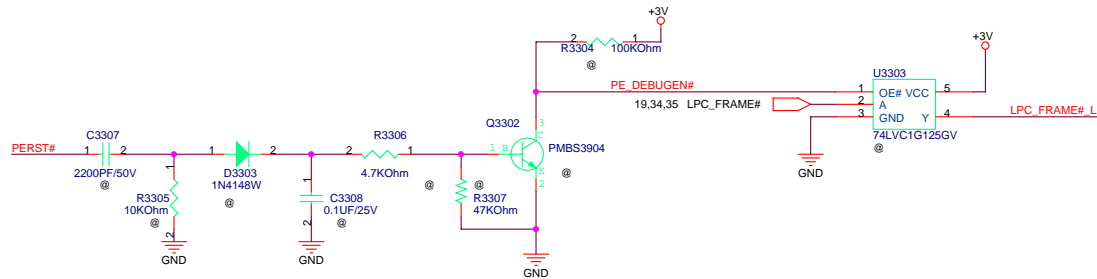 +3V
2 1
R3304 100KOhm
@
+3V
U3303
PE_DEBUGEN#
1 OE# VCC 5
19,34,35 LPC_FRAME#
2 A
3 GND Y 4
LPC_FRAME#_L
74LVC1G125GV
@
GND
Q3302
3
C
1 B
PMBS3904
@
E
2
C3307
PERST#
1 2
2200PF/50V
1 2
D3303
1N4148W
@
R3306
2 1
4.7KOhm
@
1
R3305
10KOhm
@
2
GND
1
C3308
0.1UF/25V
@
2
GND
@
R3307
47KOhm
GND